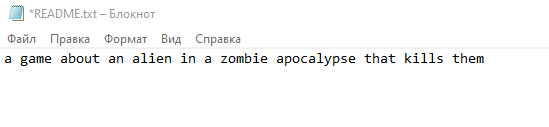 *README.txt – Блокнот
Файл Правка Формат Вид Справка
a game about an alien in a zombie apocalypse that kills them